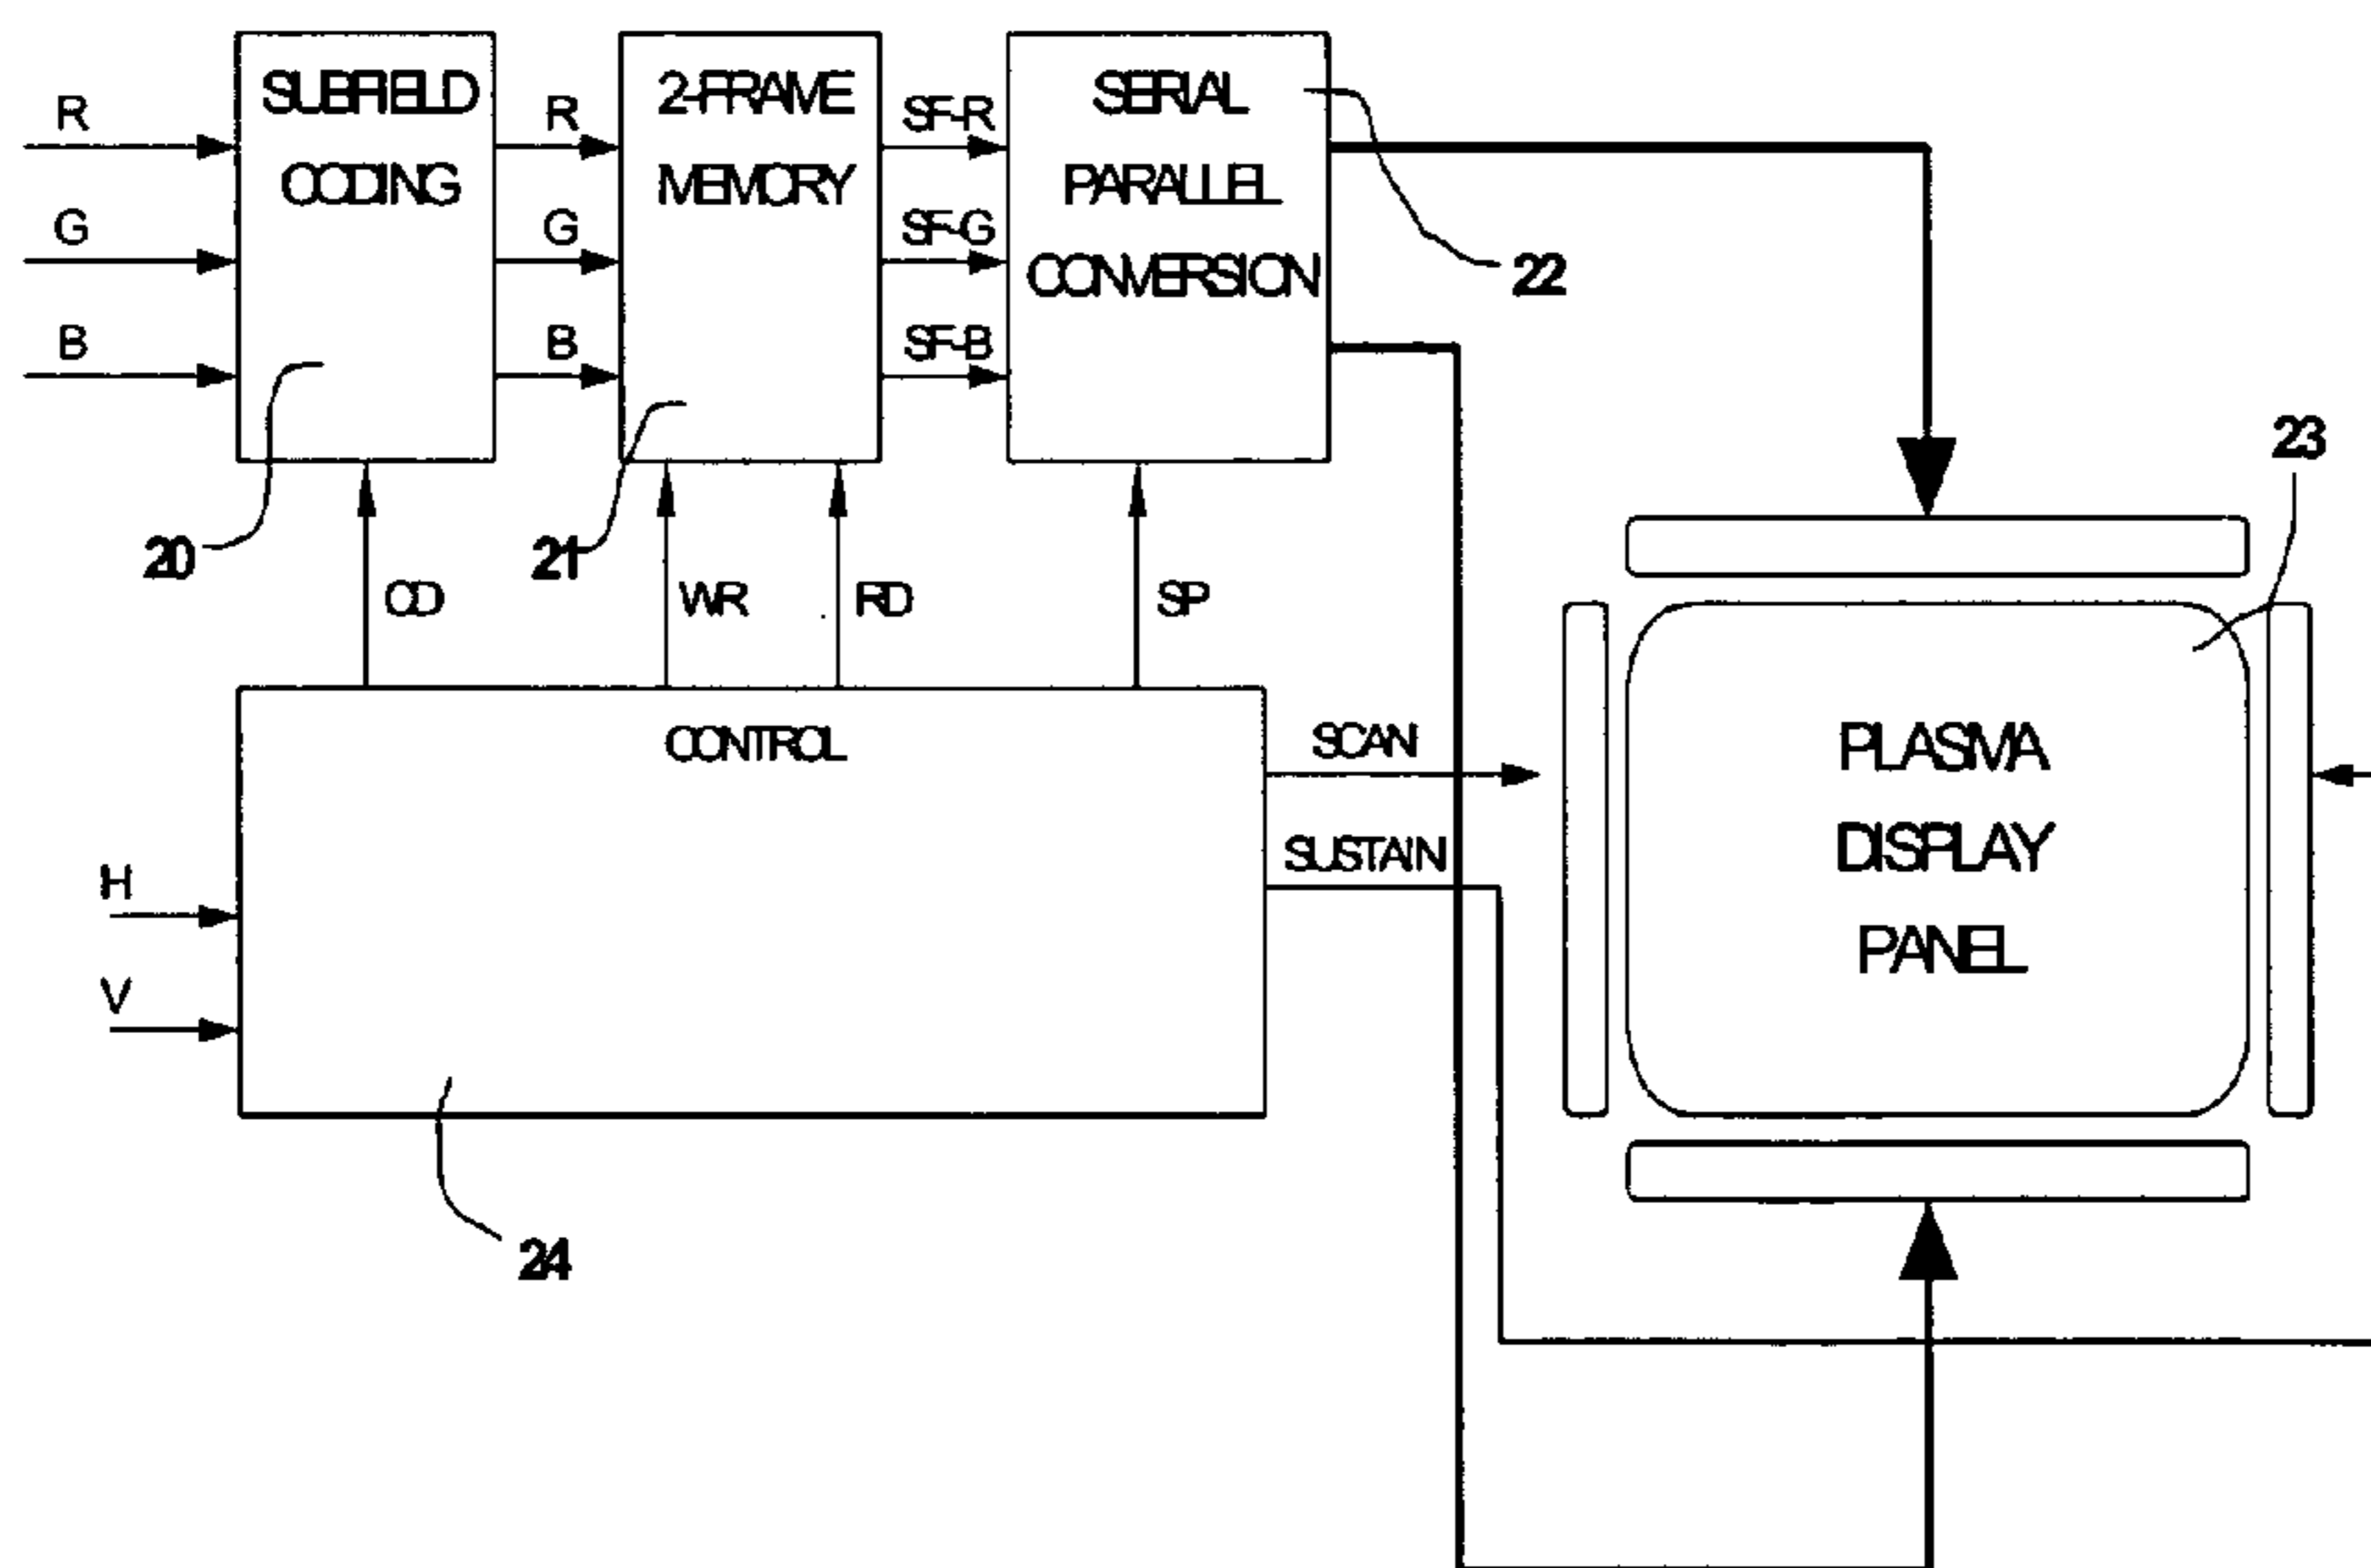 SUBFIELD
CODING
2-FRAME
MEMORY
SERIAL
PARALLEL
CONVERSION
R
G
B
R
G
B
SF-R
SF-G
SF-B
22
23
20
21
CD
WR
RD
SP
CONTROL
SCAN
SUSTAIN
H
V
24
PLASMA
DISPLAY
PANEL